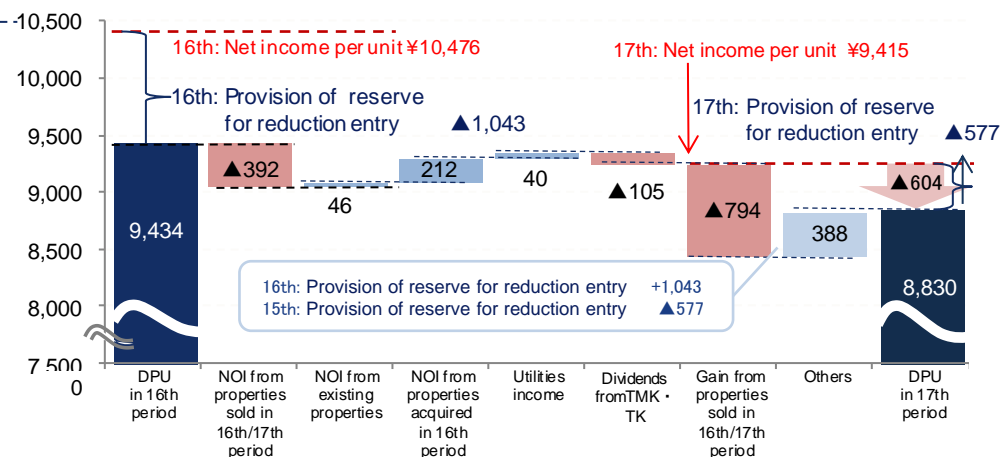 10,500
10,000
9,500
9,000
8,500
8,000
7,500
0
16th: Net income per unit ¥10,476
17th: Net income per unit ¥9,415
16th: Provision of reserve
for reduction entry
▲1,043
17th: Provision of reserve
for reduction entry
▲577
9,434
▲392
46
212
40
▲105
▲794
388
▲604
8,830
16th: Provision of reserve for reduction entry +1,043
15th: Provision of reserve for reduction entry ▲577
DPU
in 16th
period
NOI from
properties
sold in
16th/17th
period
NOI from
existing
properties
NOI from
properties
acquired
in 16th
period
Utilities
income
Dividends
fromTMK・
TK
Gain from
properties
sold in
16th/17th
period
Others
DPU
in 17th
period